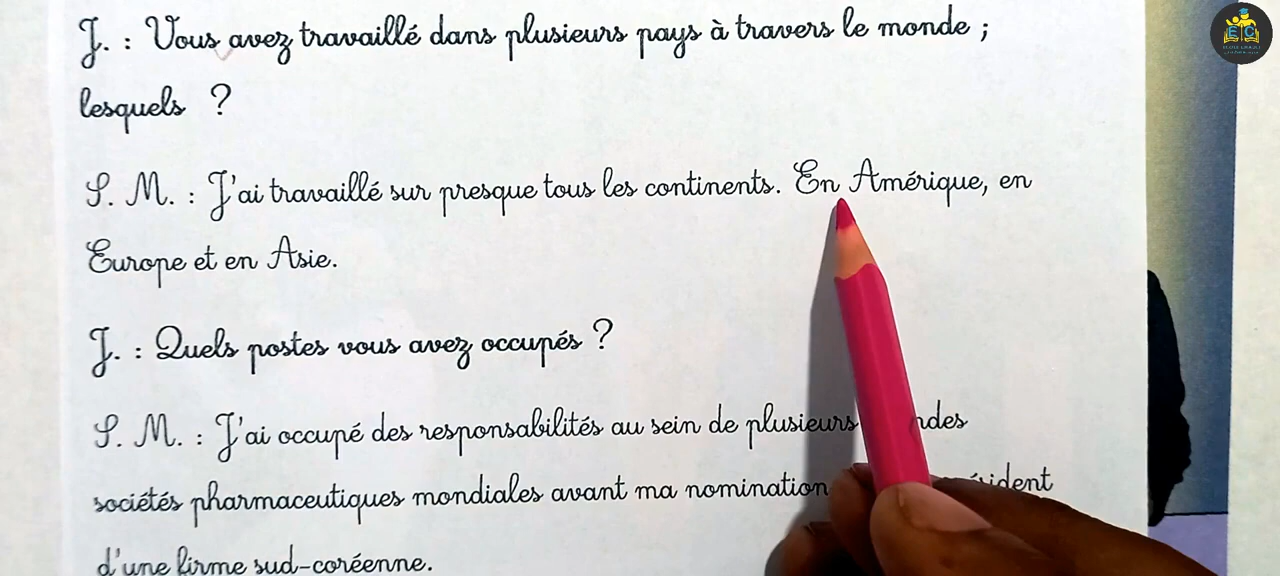 J. : Vous avez travaillé dans plusieurs pays à travers le monde ;
lesquels ?
S. M. : J'ai travaillé sur presque tous les continents. En Amérique, en
Europe et en Asie.
J. : Quels postes vous avez occupés ?
S. M. : J'ai occupé des responsabilités au sein de plusieurs
sociétés pharmaceutiques mondiales avant ma nomination
d'une firme sud-coréenne.